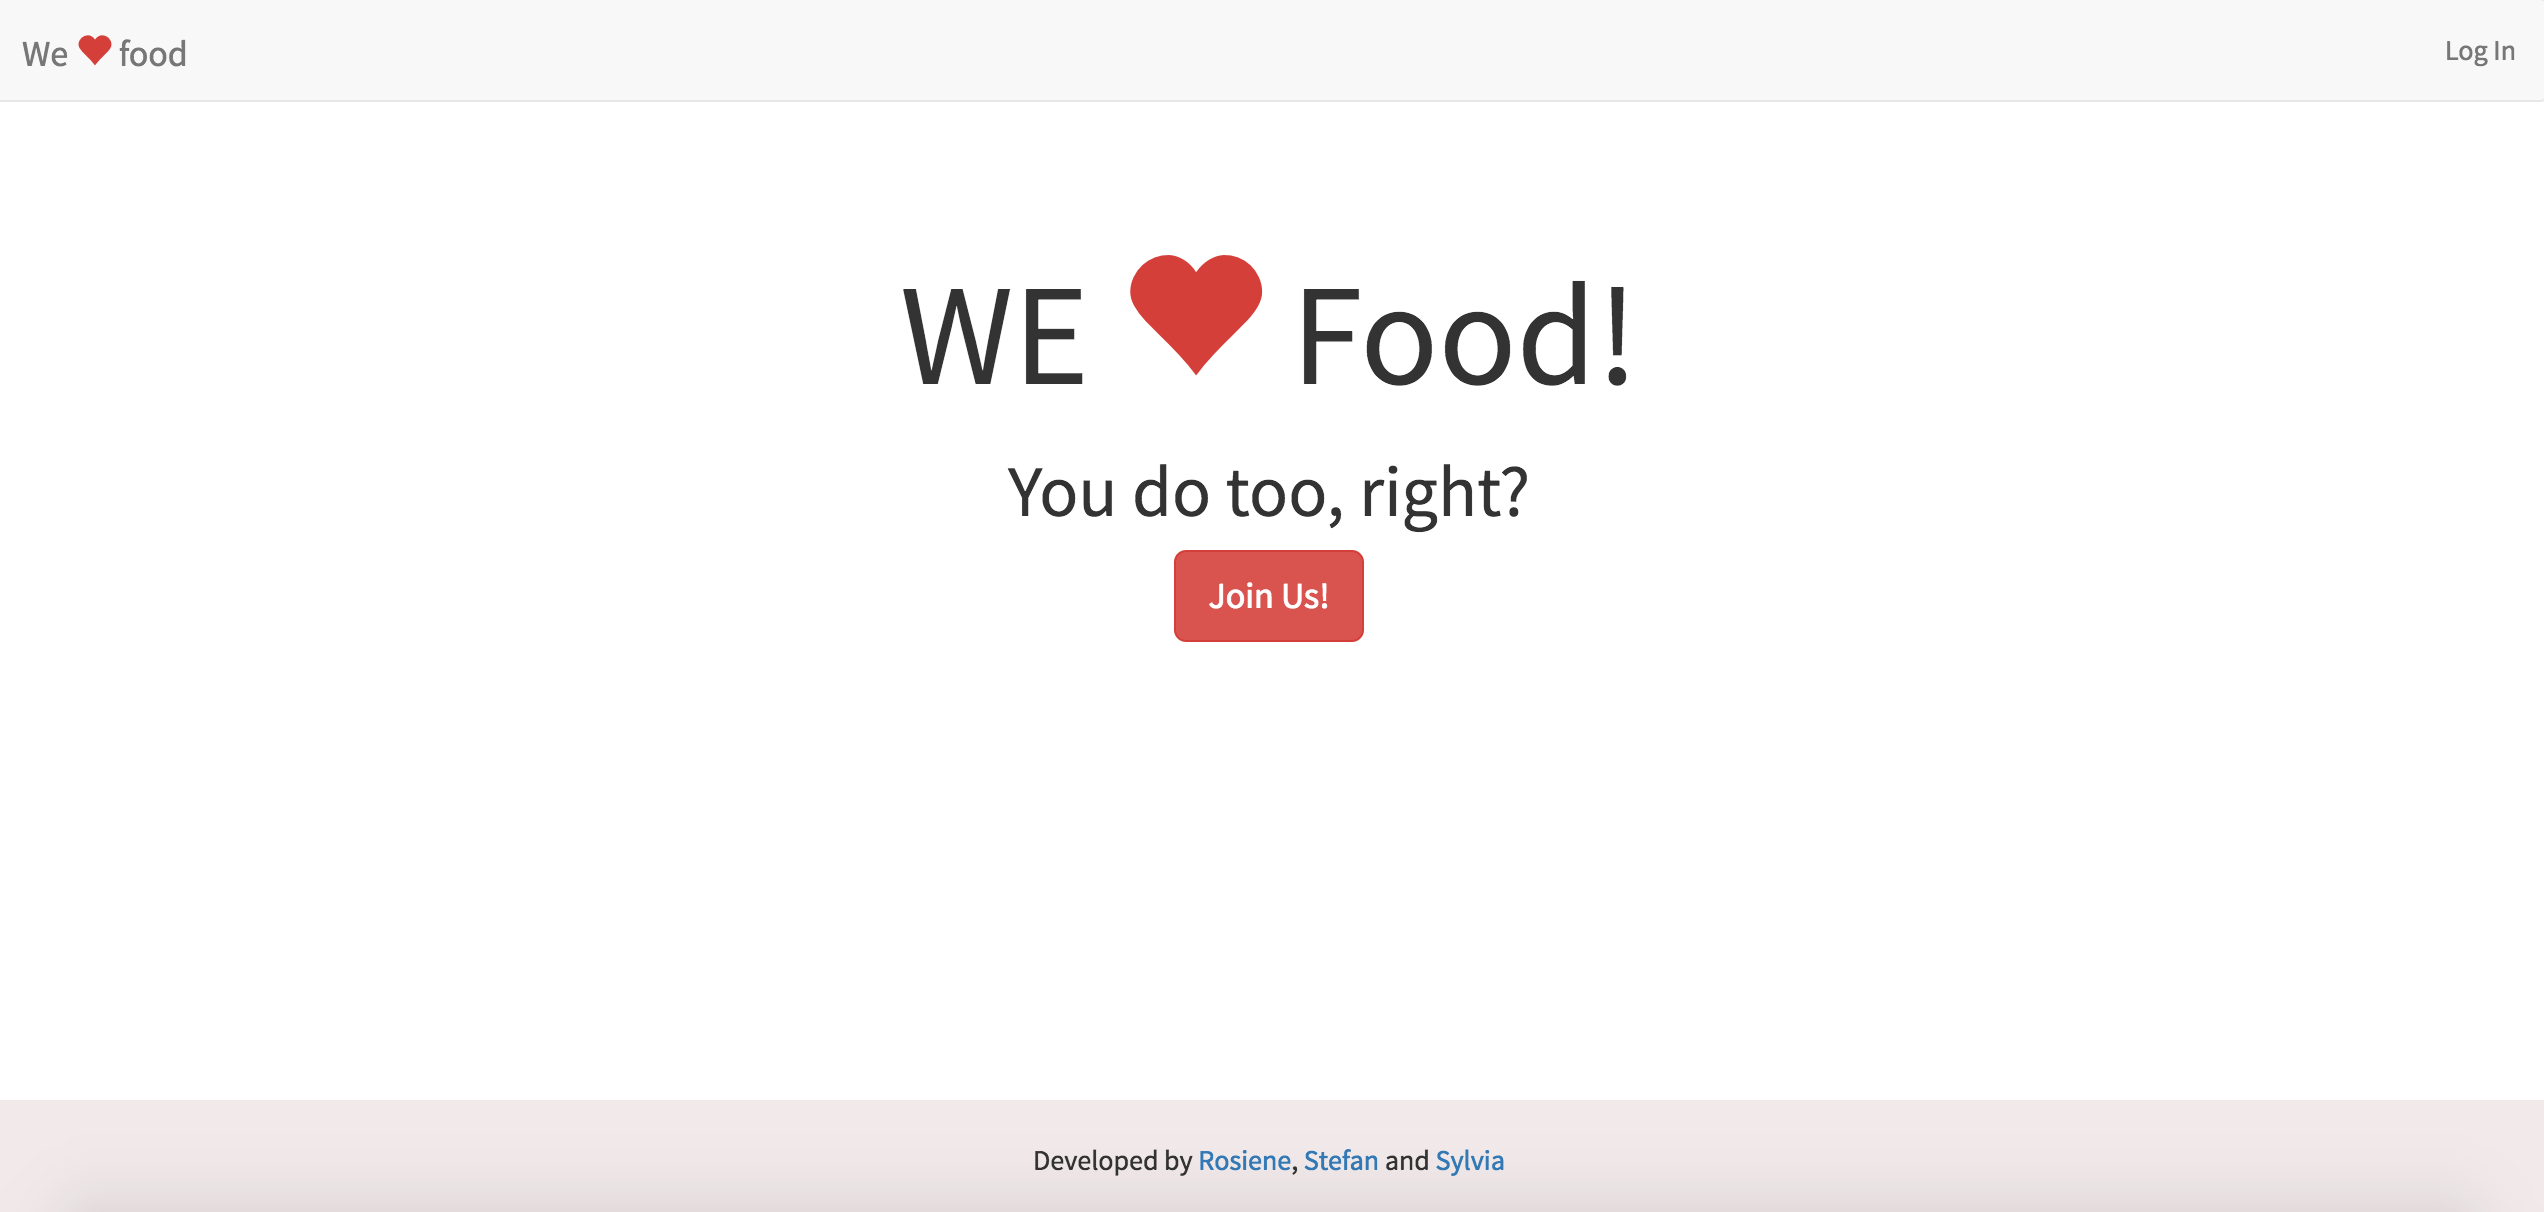 We ❤ food
Log In
WE ❤ Food!
You do too, right?
Join Us!
Developed by Rosiene, Stefan and Sylvia